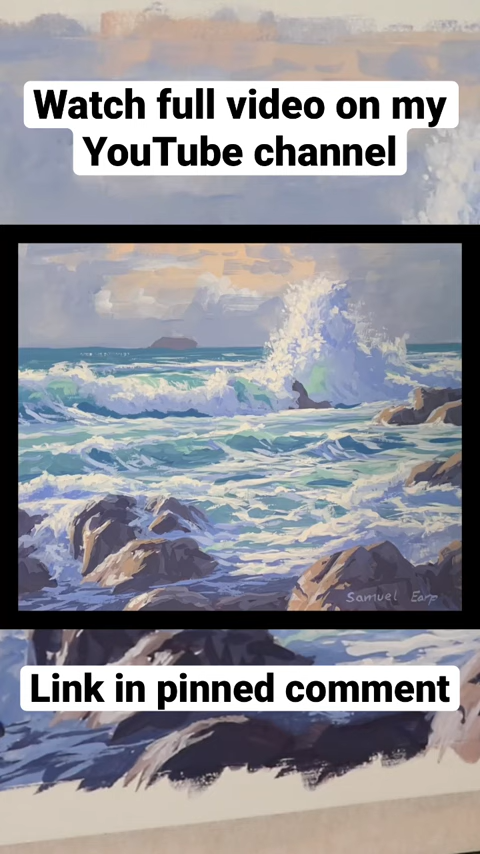 Watch full video on my
YouTube channel
Samuel Earp
Link in pinned comment